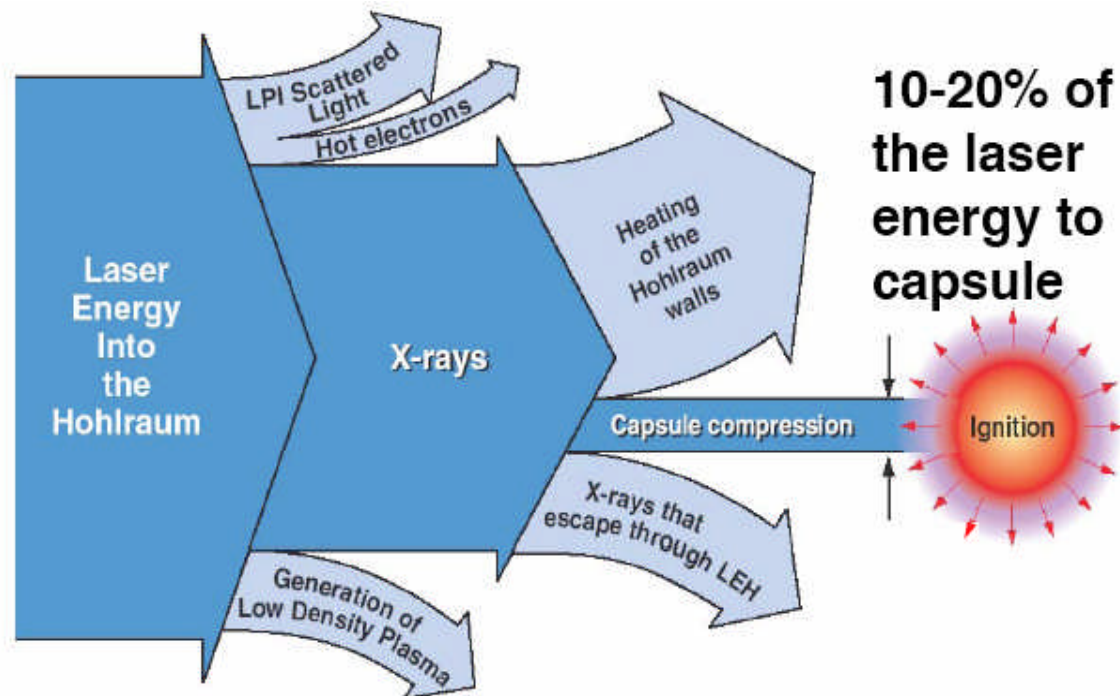 LPI Scattered
Light
Hot electrons
10-20% of
the laser
energy to
capsule
Heating
of the
Hohlraum
walls
Laser
Energy
Into
the
Hohlraum
X-rays
Capsule compression
Ignition
X-rays that
escape through LEH
Generation of
Low Density Plasma